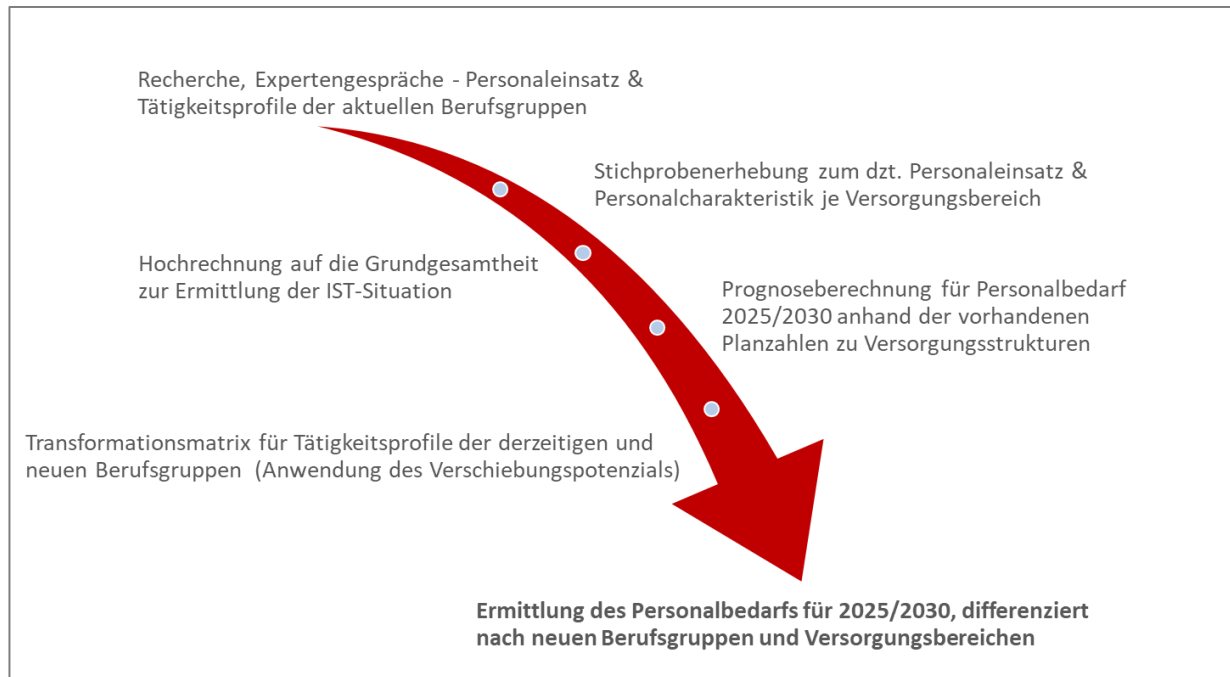 Recherche, Expertengespräche - Personaleinsatz &
Tätigkeitsprofile der aktuellen Berufsgruppen
Stichprobenerhebung zum dzt. Personaleinsatz &
Personalcharakteristik je Versorgungsbereich
Hochrechnung auf die Grundgesamtheit
zur Ermittlung der IST-Situation
Prognoseberechnung für Personalbedarf
2025/2030 anhand der vorhandenen
Planzahlen zu Versorgungsstrukturen
Transformationsmatrix für Tätigkeitsprofile der derzeitigen und
neuen Berufsgruppen (Anwendung des Verschiebungspotenzials)
Ermittlung des Personalbedarfs für 2025/2030, differenziert
nach neuen Berufsgruppen und Versorgungsbereichen